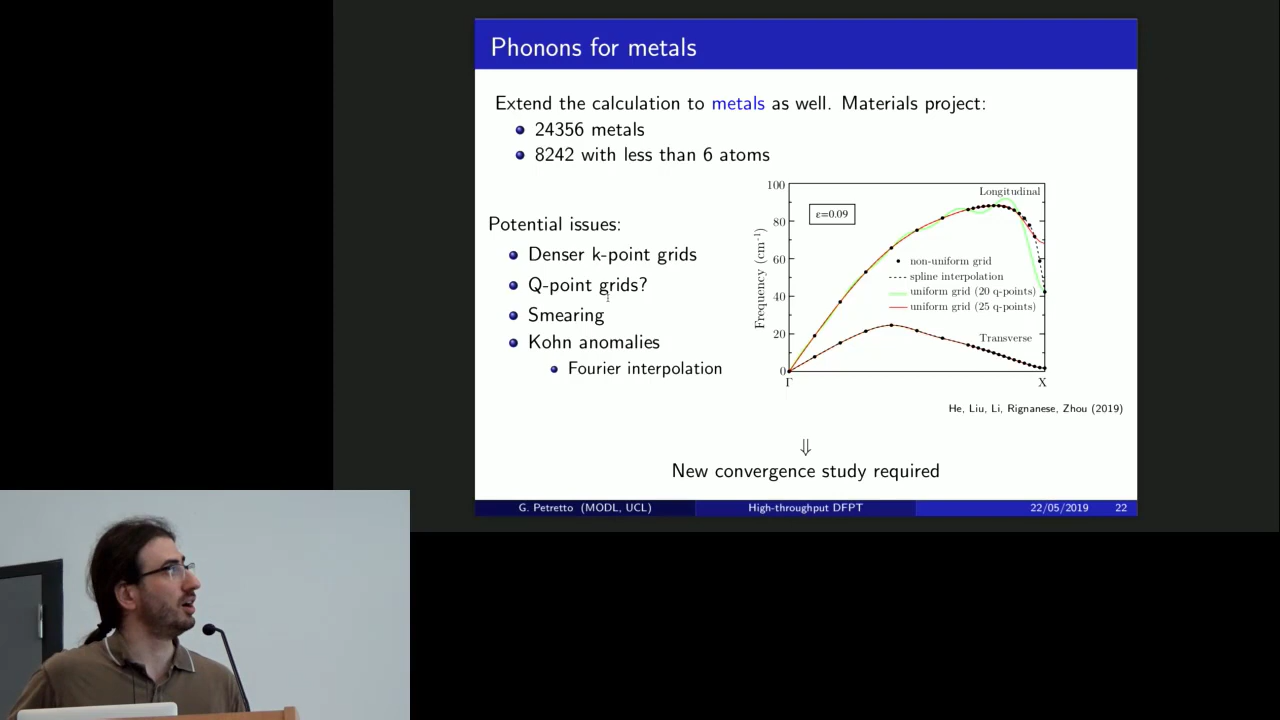 Phonons for metals
Extend the calculation to metals as well. Materials project:
24356 metals
8242 with less than 6 atoms
Potential issues:
Denser k-point grids
Q-point grids?
Smearing
Kohn anomalies
Fourier interpolation
100
80
60
40
20
0
Frequency (cm⁻¹)
ε=0.09
Longitudinal
non-uniform grid
spline interpolation
uniform grid (20 q-points)
uniform grid (25 q-points)
Transverse
Γ
X
He, Liu, Li, Rignanese, Zhou (2019)
⇓
New convergence study required
G. Petretto (MODL, UCL)
High-throughput DFPT
22/05/2019 22